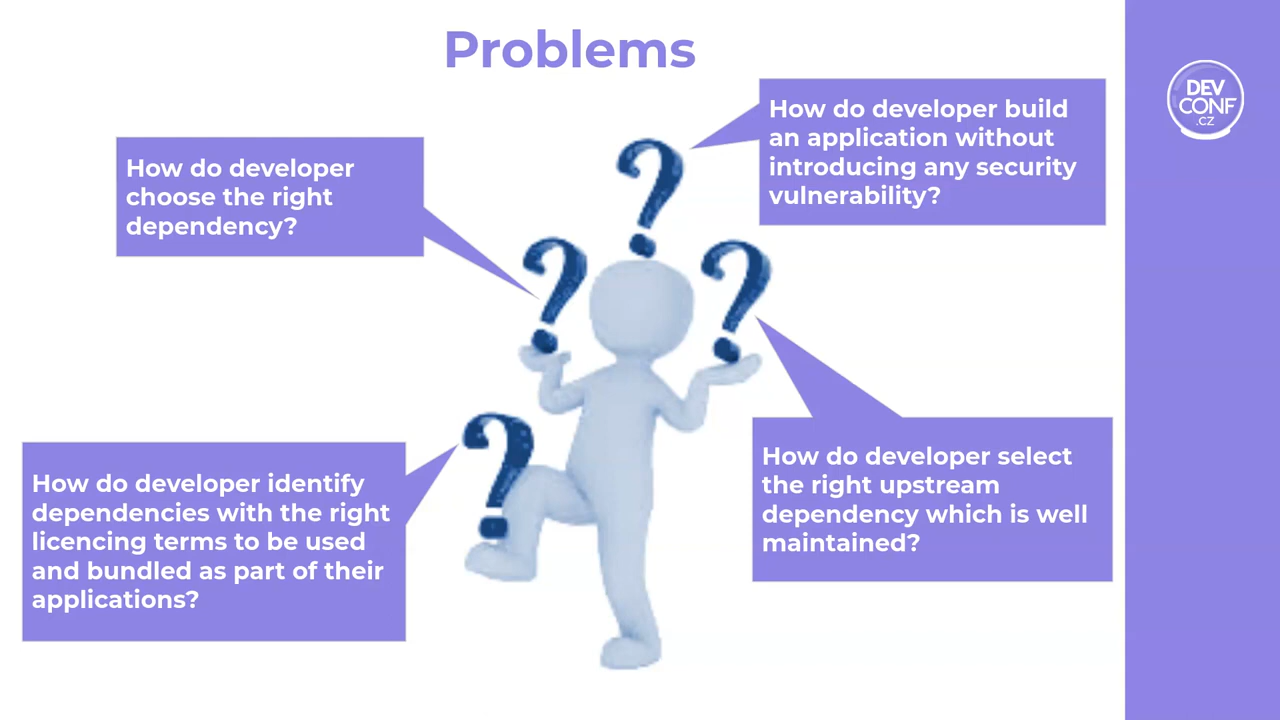 Problems
How do developer
choose the right
dependency?
How do developer build
an application without
introducing any security
vulnerability?
How do developer identify
dependencies with the right
licencing terms to be used
and bundled as part of their
applications?
How do developer select
the right upstream
dependency which is well
maintained?
DEV
CONF
.CZ